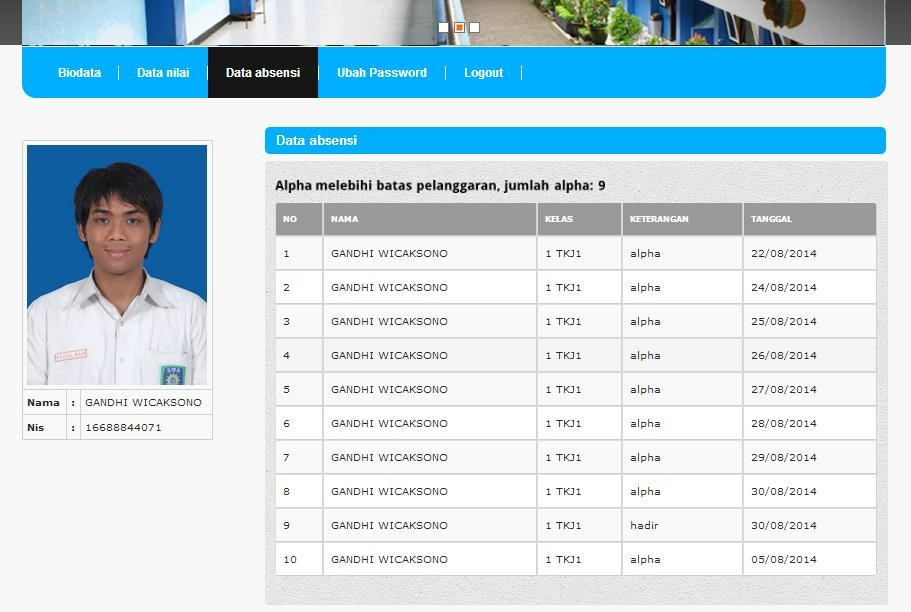 Biodata Data nilai Data absensi Ubah Password Logout
Data absensi
Alpha melebihi batas pelanggaran, jumlah alpha: 9
NO NAMA KELAS KETERANGAN TANGGAL
1 GANDHI WICAKSONO 1 TKJ1 alpha 22/08/2014
2 GANDHI WICAKSONO 1 TKJ1 alpha 24/08/2014
3 GANDHI WICAKSONO 1 TKJ1 alpha 25/08/2014
4 GANDHI WICAKSONO 1 TKJ1 alpha 26/08/2014
5 GANDHI WICAKSONO 1 TKJ1 alpha 27/08/2014
6 GANDHI WICAKSONO 1 TKJ1 alpha 28/08/2014
7 GANDHI WICAKSONO 1 TKJ1 alpha 29/08/2014
8 GANDHI WICAKSONO 1 TKJ1 alpha 30/08/2014
9 GANDHI WICAKSONO 1 TKJ1 hadir 30/08/2014
10 GANDHI WICAKSONO 1 TKJ1 alpha 05/08/2014
SMA
Nama : GANDHI WICAKSONO
Nis : 16688844071